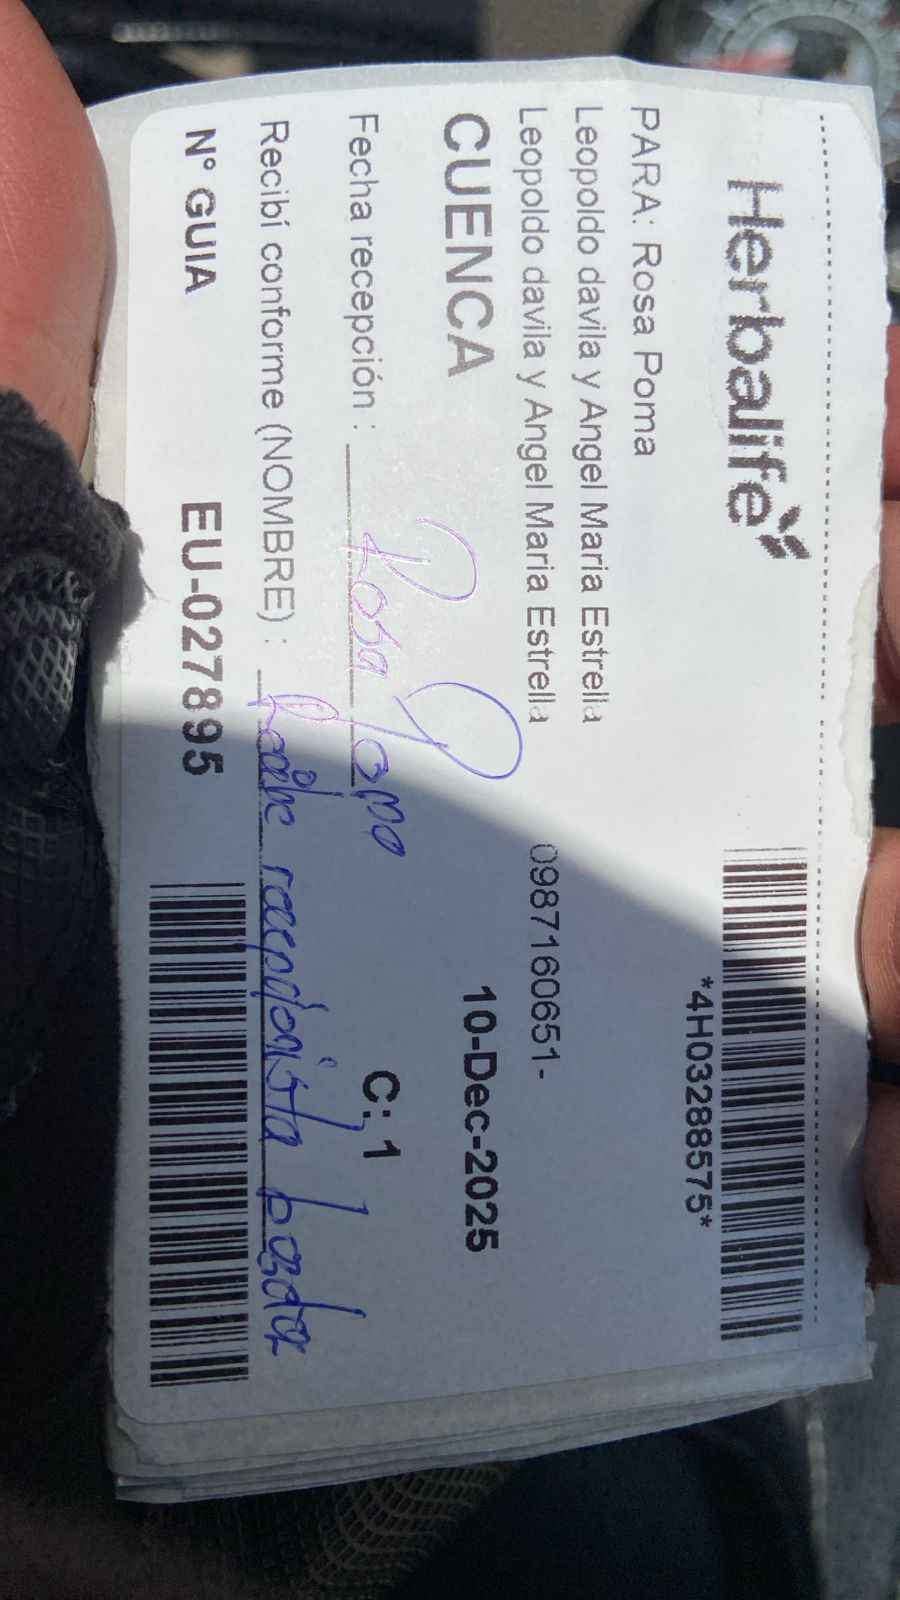 Herbalife
*4H03288575*
PARA: Rosa Poma
Leopoldo davila y Angel Maria Estrella
Leopoldo davila y Angel Maria Estrella 0987160651-
CUENCA 10-Dec-2025
Fecha recepción : Rosa Poma C: 1
Recibí conforme (NOMBRE) : Recibe
N° GUIA EU-027895